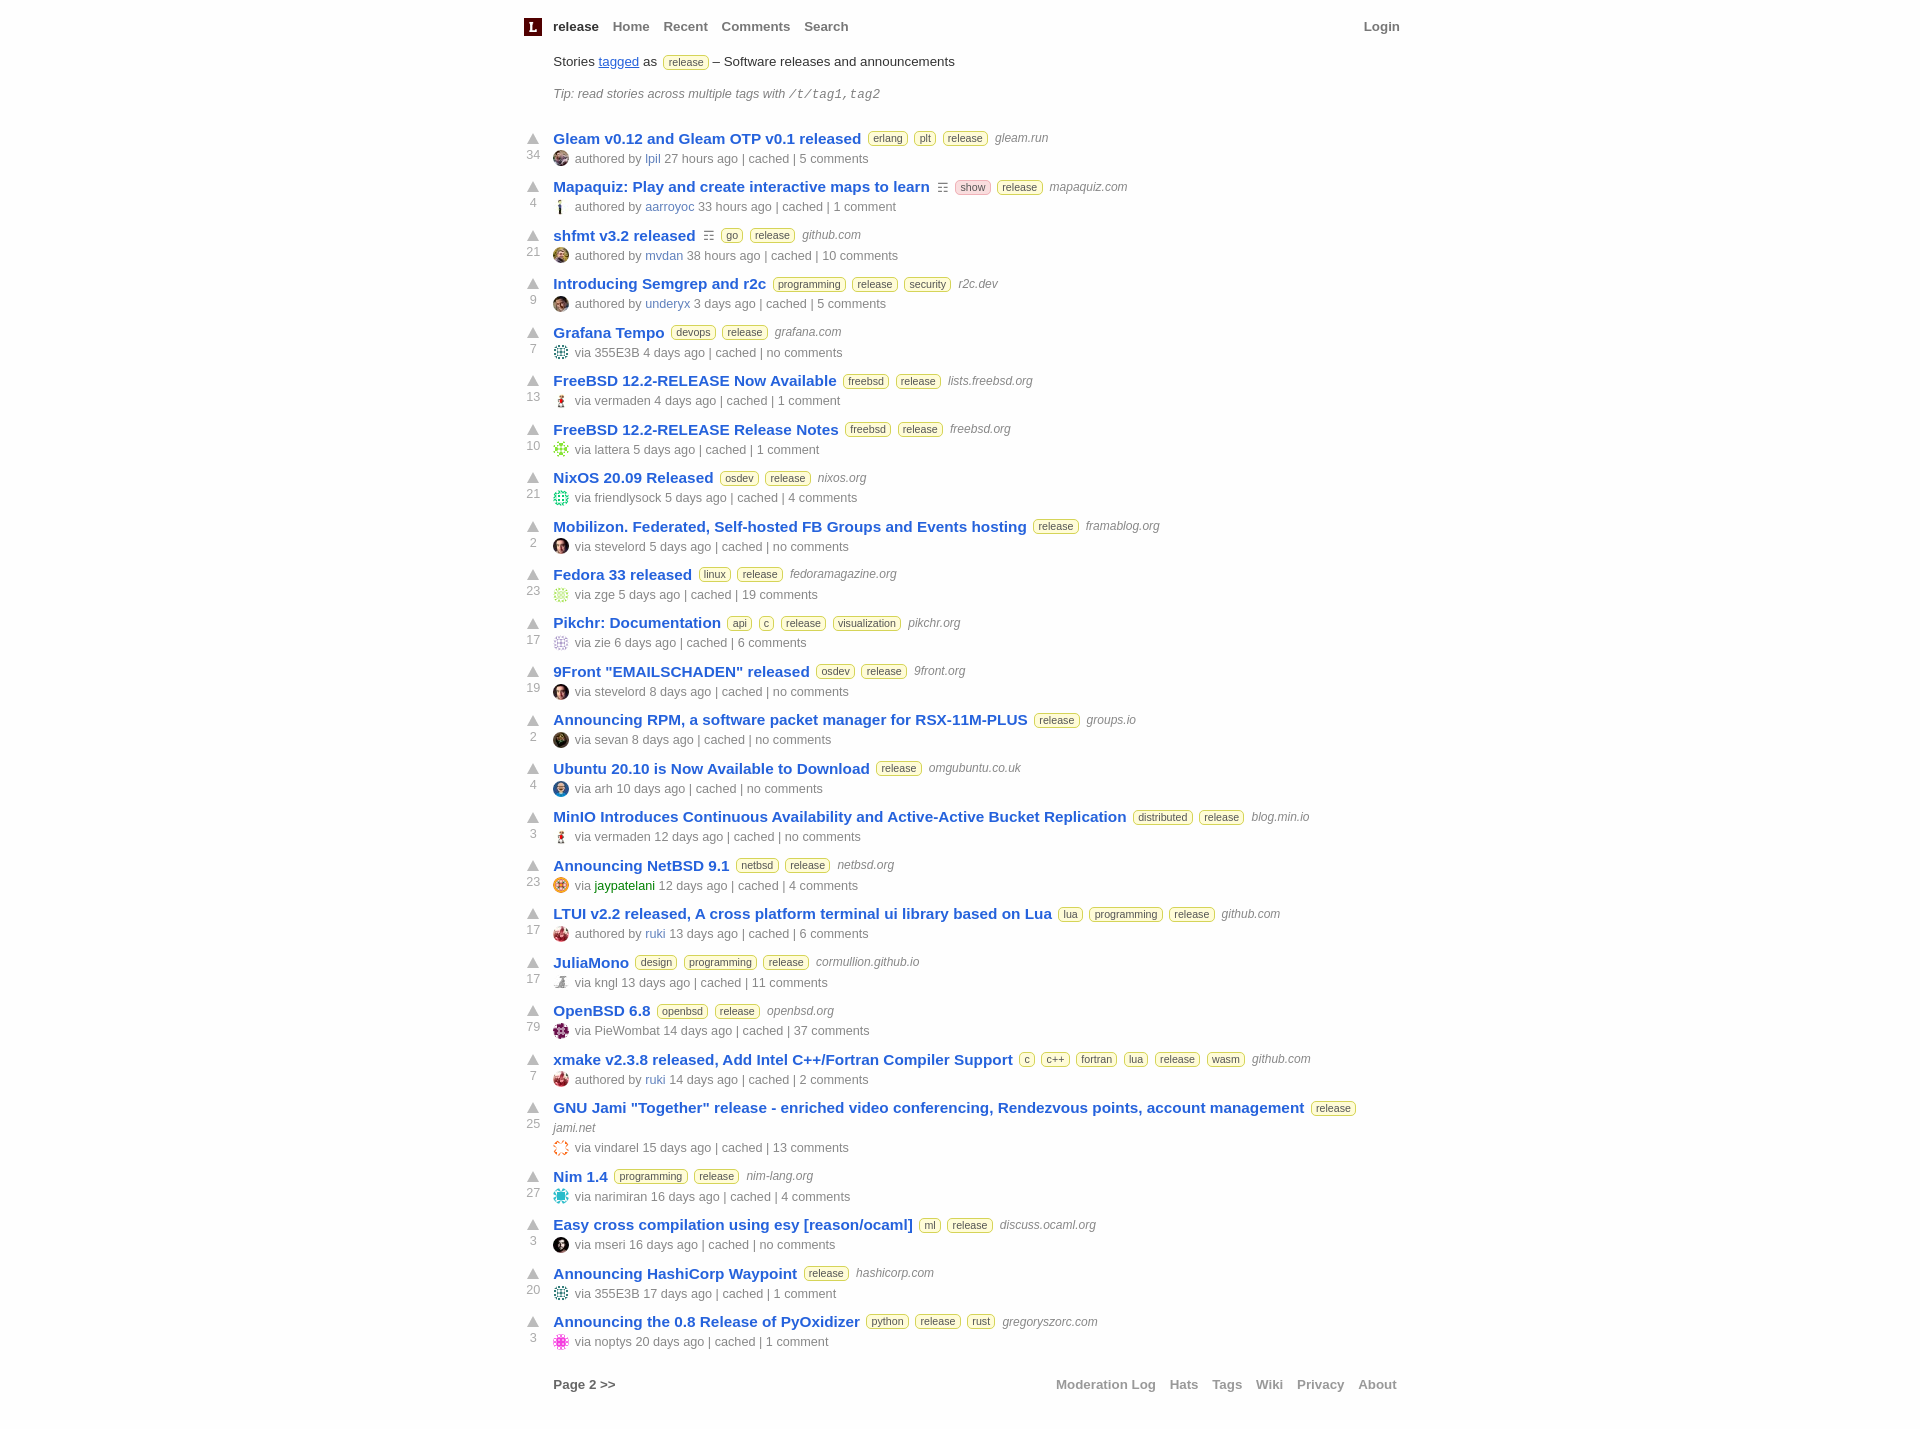 L release Home Recent Comments Search Login
Stories tagged as release – Software releases and announcements
Tip: read stories across multiple tags with /t/tag1,tag2
Gleam v0.12 and Gleam OTP v0.1 released erlang plt release gleam.run
34 authored by lpil 27 hours ago | cached | 5 comments
Mapaquiz: Play and create interactive maps to learn ☶ show release mapaquiz.com
4 authored by aarroyoc 33 hours ago | cached | 1 comment
shfmt v3.2 released ☶ go release github.com
21 authored by mvdan 38 hours ago | cached | 10 comments
Introducing Semgrep and r2c programming release security r2c.dev
9 authored by underyx 3 days ago | cached | 5 comments
Grafana Tempo devops release grafana.com
7 via 355E3B 4 days ago | cached | no comments
FreeBSD 12.2-RELEASE Now Available freebsd release lists.freebsd.org
13 via vermaden 4 days ago | cached | 1 comment
FreeBSD 12.2-RELEASE Release Notes freebsd release freebsd.org
10 via lattera 5 days ago | cached | 1 comment
NixOS 20.09 Released osdev release nixos.org
21 via friendlysock 5 days ago | cached | 4 comments
Mobilizon. Federated, Self-hosted FB Groups and Events hosting release framablog.org
2 via stevelord 5 days ago | cached | no comments
Fedora 33 released linux release fedoramagazine.org
23 via zge 5 days ago | cached | 19 comments
Pikchr: Documentation api c release visualization pikchr.org
17 via zie 6 days ago | cached | 6 comments
9Front "EMAILSCHADEN" released osdev release 9front.org
19 via stevelord 8 days ago | cached | no comments
Announcing RPM, a software packet manager for RSX-11M-PLUS release groups.io
2 via sevan 8 days ago | cached | no comments
Ubuntu 20.10 is Now Available to Download release omgubuntu.co.uk
4 via arh 10 days ago | cached | no comments
MinIO Introduces Continuous Availability and Active-Active Bucket Replication distributed release blog.min.io
3 via vermaden 12 days ago | cached | no comments
Announcing NetBSD 9.1 netbsd release netbsd.org
23 via jaypatelani 12 days ago | cached | 4 comments
LTUI v2.2 released, A cross platform terminal ui library based on Lua lua programming release github.com
17 authored by ruki 13 days ago | cached | 6 comments
JuliaMono design programming release cormullion.github.io
17 via kngl 13 days ago | cached | 11 comments
OpenBSD 6.8 openbsd release openbsd.org
79 via PieWombat 14 days ago | cached | 37 comments
xmake v2.3.8 released, Add Intel C++/Fortran Compiler Support c c++ fortran lua release wasm github.com
7 authored by ruki 14 days ago | cached | 2 comments
GNU Jami "Together" release - enriched video conferencing, Rendezvous points, account management release
25 jami.net
via vindarel 15 days ago | cached | 13 comments
Nim 1.4 programming release nim-lang.org
27 via narimiran 16 days ago | cached | 4 comments
Easy cross compilation using esy [reason/ocaml] ml release discuss.ocaml.org
3 via mseri 16 days ago | cached | no comments
Announcing HashiCorp Waypoint release hashicorp.com
20 via 355E3B 17 days ago | cached | 1 comment
Announcing the 0.8 Release of PyOxidizer python release rust gregoryszorc.com
3 via noptys 20 days ago | cached | 1 comment
Page 2 >> Moderation Log Hats Tags Wiki Privacy About